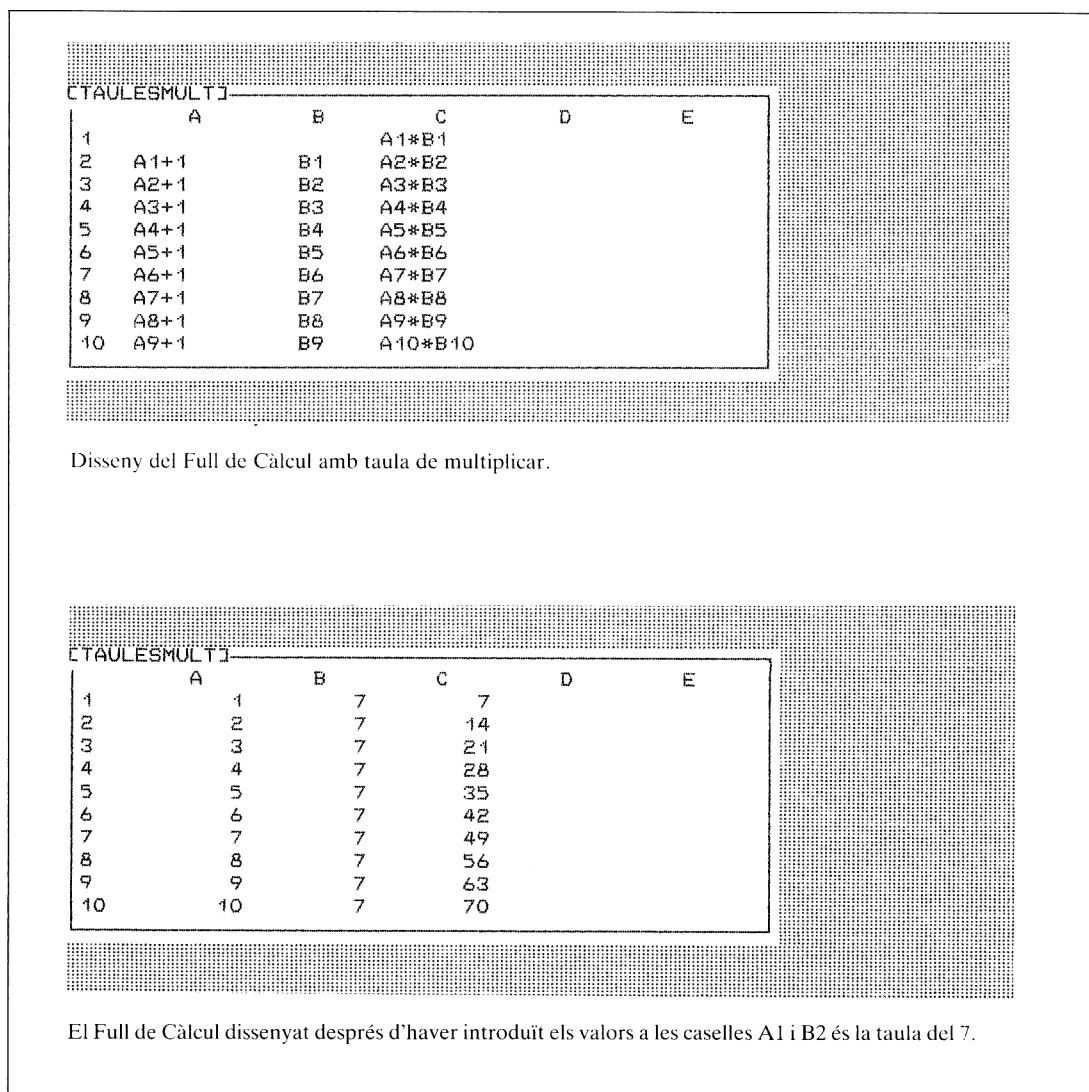 [TAULESMULT]
A B C D E
1 A1*B1
2 A1+1 B1 A2*B2
3 A2+1 B2 A3*B3
4 A3+1 B3 A4*B4
5 A4+1 B4 A5*B5
6 A5+1 B5 A6*B6
7 A6+1 B6 A7*B7
8 A7+1 B7 A8*B8
9 A8+1 B8 A9*B9
10 A9+1 B9 A10*B10
Disseny del Full de Càlcul amb taula de multiplicar.
[TAULESMULT]
A B C D E
1 1 7 7
2 2 7 14
3 3 7 21
4 4 7 28
5 5 7 35
6 6 7 42
7 7 7 49
8 8 7 56
9 9 7 63
10 10 7 70
El Full de Càlcul dissenyat després d'haver introduït els valors a les caselles A1 i B2 és la taula del 7.